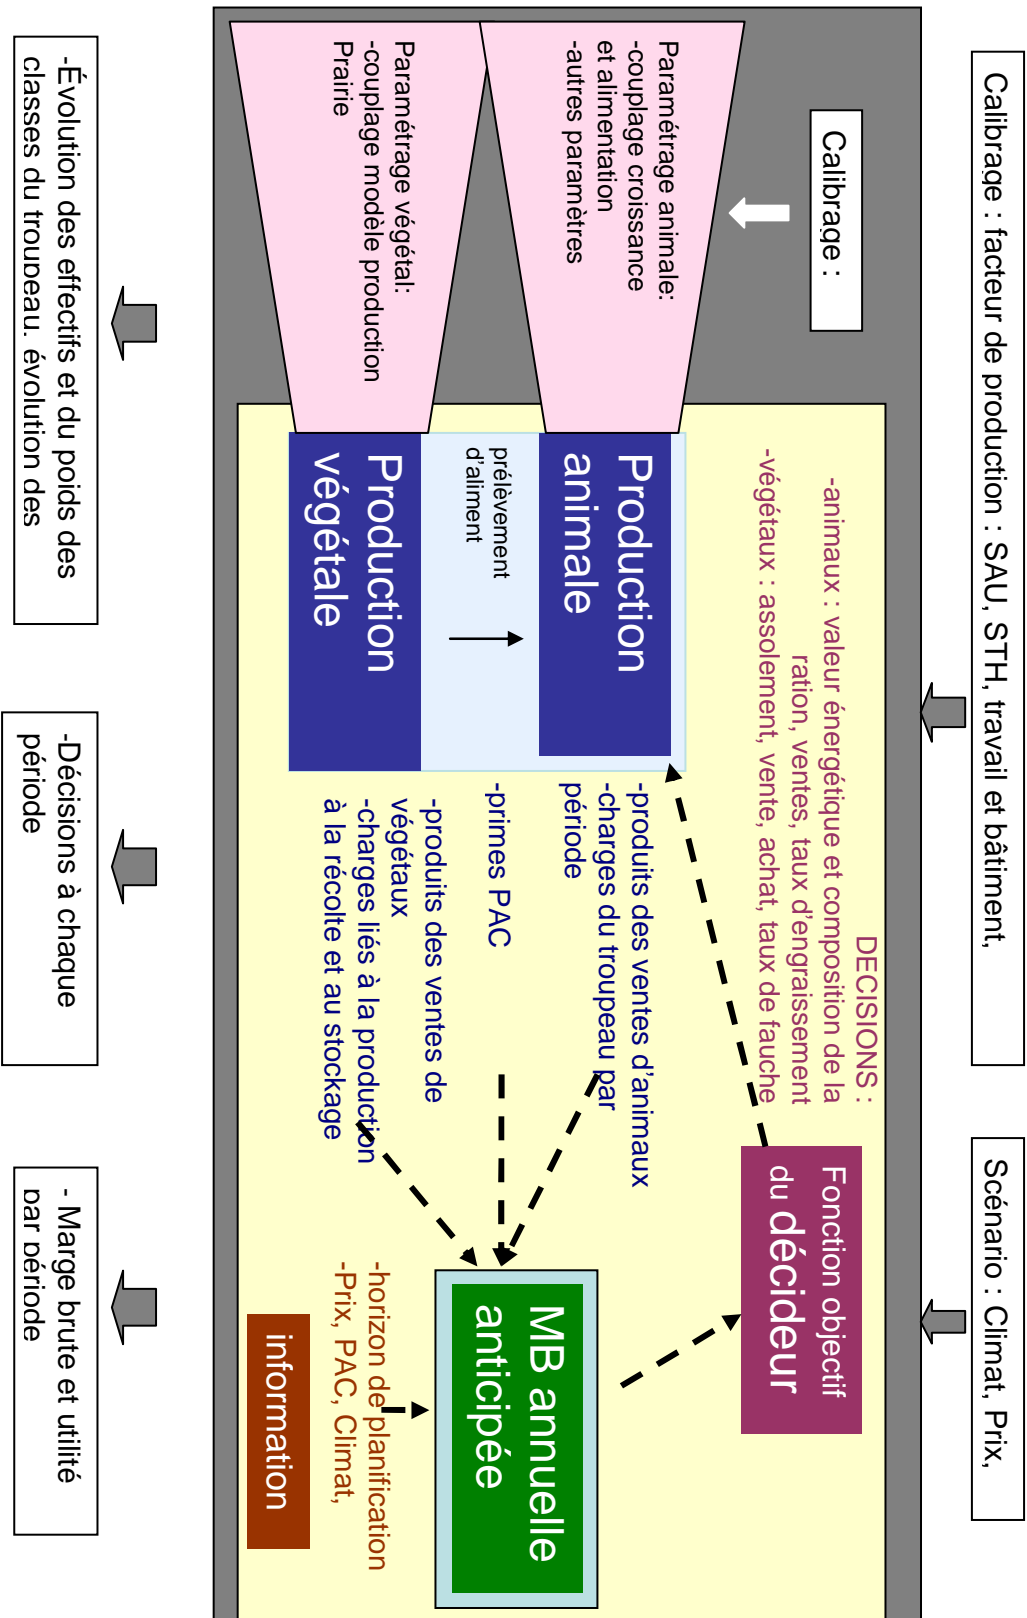 Calibrage : facteur de production : SAU, STH, travail et bâtiment,
Scénario : Climat, Prix,
Calibrage :
Paramétrage animale:
-couplage croissance
et alimentation
-autres paramètres
Paramétrage végétal:
-couplage modèle production
Prairie
DECISIONS :
-animaux : valeur énergétique et composition de la
ration, ventes, taux d'engraissement
-végétaux : assolement, vente, achat, taux de fauche
Fonction objectif
du décideur
Production
animale
prélèvement
d'aliment
Production
végétale
-produits des ventes d'animaux
-charges du troupeau par
période
-primes PAC
-produits des ventes de
végétaux
-charges liés à la production
à la récolte et au stockage
MB annuelle
anticipée
-horizon de planification
-Prix, PAC, Climat,
information
-Évolution des effectifs et du poids des
classes du troupeau. évolution des
-Décisions à chaque
période
- Marge brute et utilité
par période